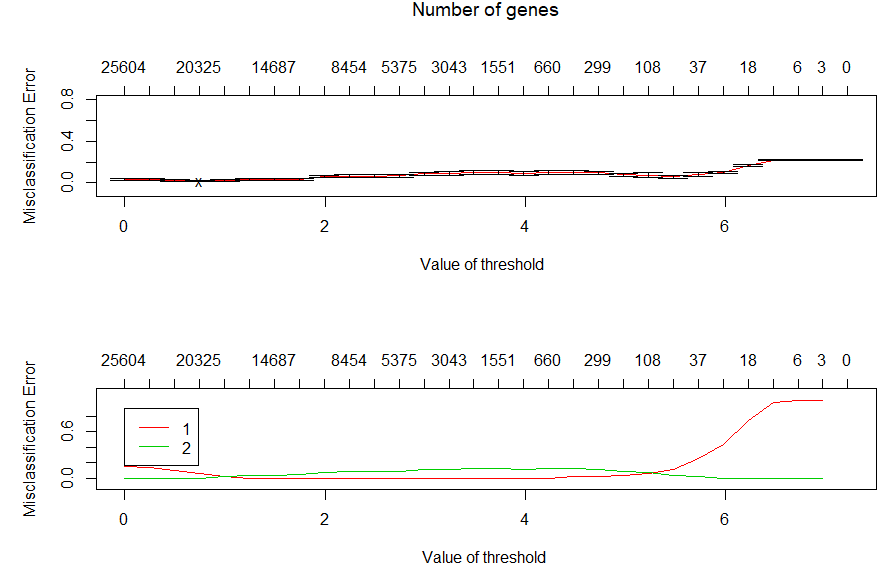 Number of genes
25604 20325 14687 8454 5375 3043 1551 660 299 108 37 18 6 3 0
Misclassification Error
0.8
0.4
0.0
x
0 2 4 6
Value of threshold
25604 20325 14687 8454 5375 3043 1551 660 299 108 37 18 6 3 0
Misclassification Error
0.6
0.0
1
2
0 2 4 6
Value of threshold